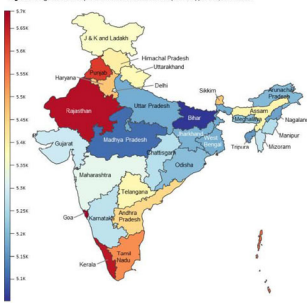 5.7K
5.65K
5.6K
5.55K
5.5K
5.45K
5.4K
5.35K
5.3K
5.25K
5.2K
5.15K
5.1K
J & K and Ladakh
Himachal Pradesh
Uttarakhand
Punjab
Haryana
Delhi
Sikkim
Arunachal
Pradesh
Rajasthan
Uttar Pradesh
Bihar
Assam
Nagaland
Meghalaya
Manipur
Gujarat
Madhya Pradesh
Jharkhand
West
Bengal
Tripura
Mizoram
Chattisgarh
Odisha
Maharashtra
Telangana
Goa
Karnataka
Andhra
Pradesh
Kerala
Tamil
Nadu